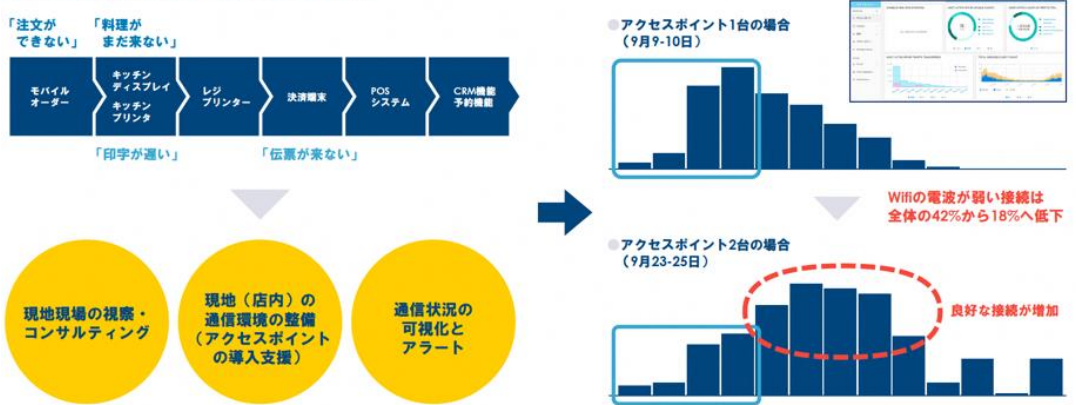 「注文が
できない」
「料理が
まだ来ない」
モバイル
オーダー
キッチン
ディスプレイ
キッチン
プリンタ
レジ
プリンター
決済端末
POS
システム
CRM機能
予約機能
「印字が遅い」
「伝票が来ない」
現地現場の視察・
コンサルティング
現地（店内）の
通信環境の整備
（アクセスポイント
の導入支援）
通信状況の
可視化と
アラート
アクセスポイント1台の場合
（9月9-10日）
Wifiの電波が弱い接続は
全体の42%から18%へ低下
アクセスポイント2台の場合
（9月23-25日）
良好な接続が増加